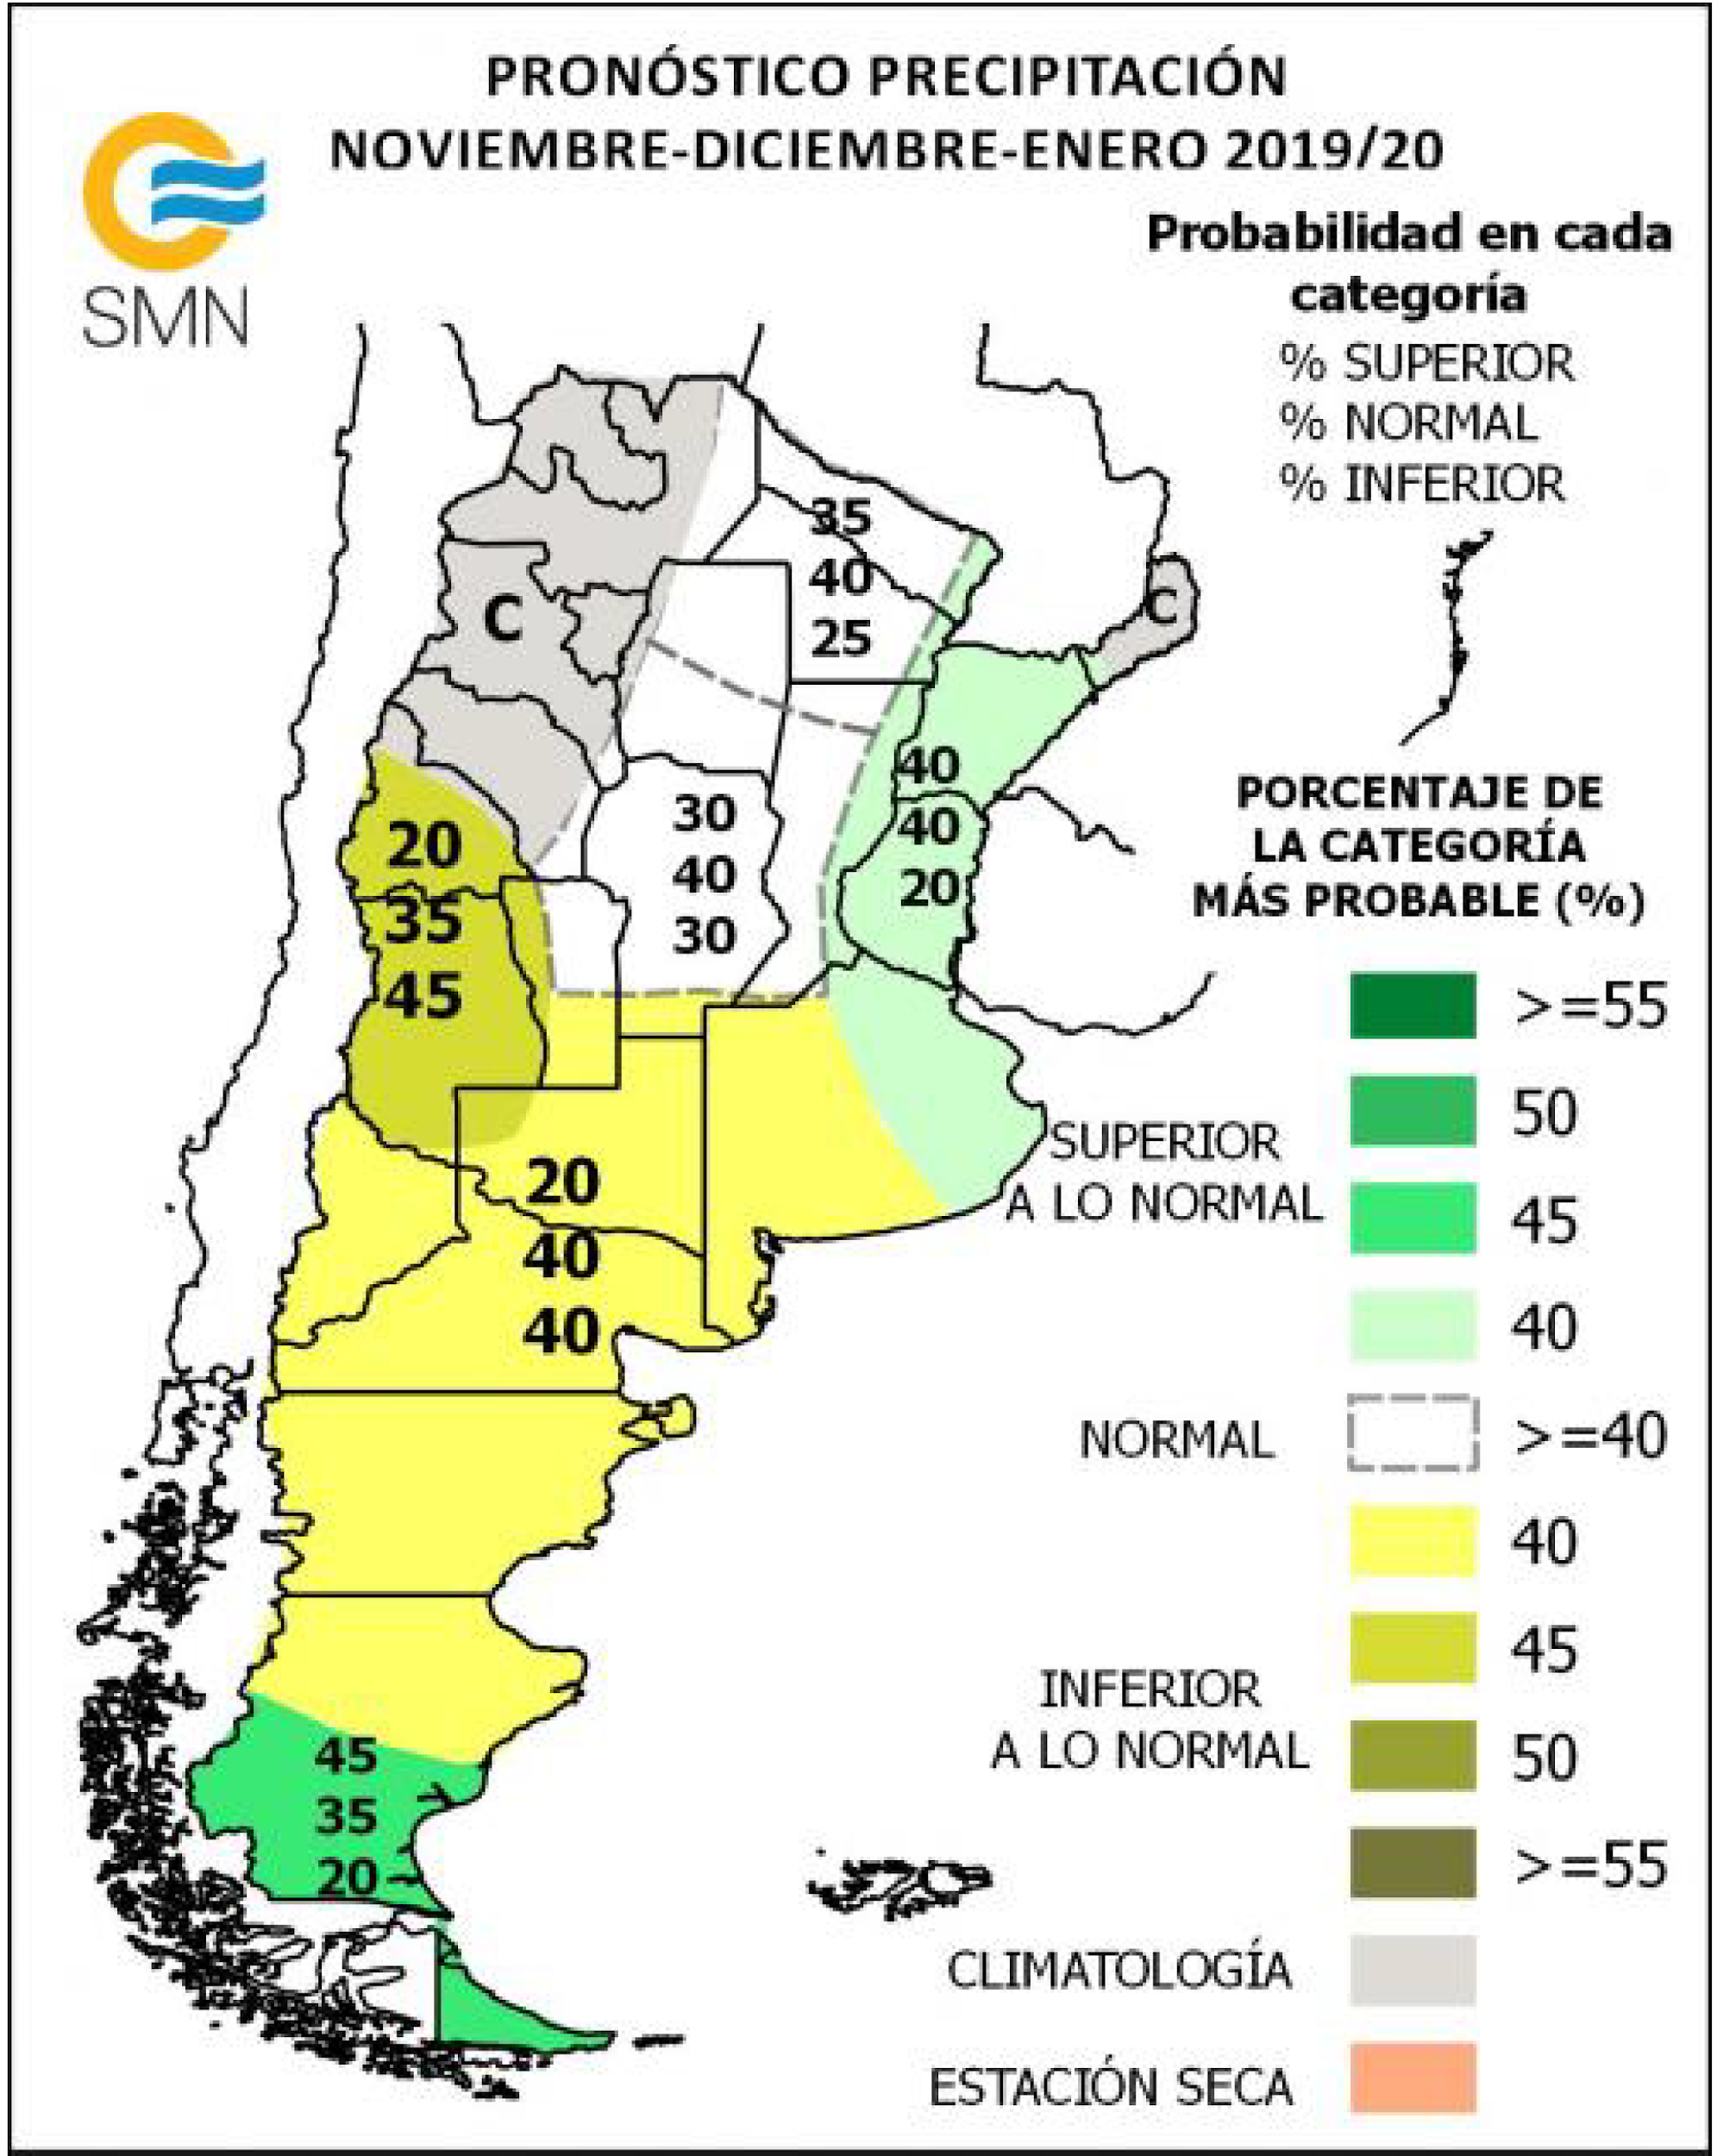 PRONÓSTICO PRECIPITACIÓN
NOVIEMBRE-DICIEMBRE-ENERO 2019/20
SMN
Probabilidad en cada
categoría
% SUPERIOR
% NORMAL
% INFERIOR
35
40
25
C
C
40
40
20
30
40
30
20
35
45
20
40
40
45
35
20
PORCENTAJE DE
LA CATEGORÍA
MÁS PROBABLE (%)
>=55
50
SUPERIOR
A LO NORMAL
45
40
NORMAL
>=40
40
45
INFERIOR
A LO NORMAL
50
>=55
CLIMATOLOGÍA
ESTACIÓN SECA